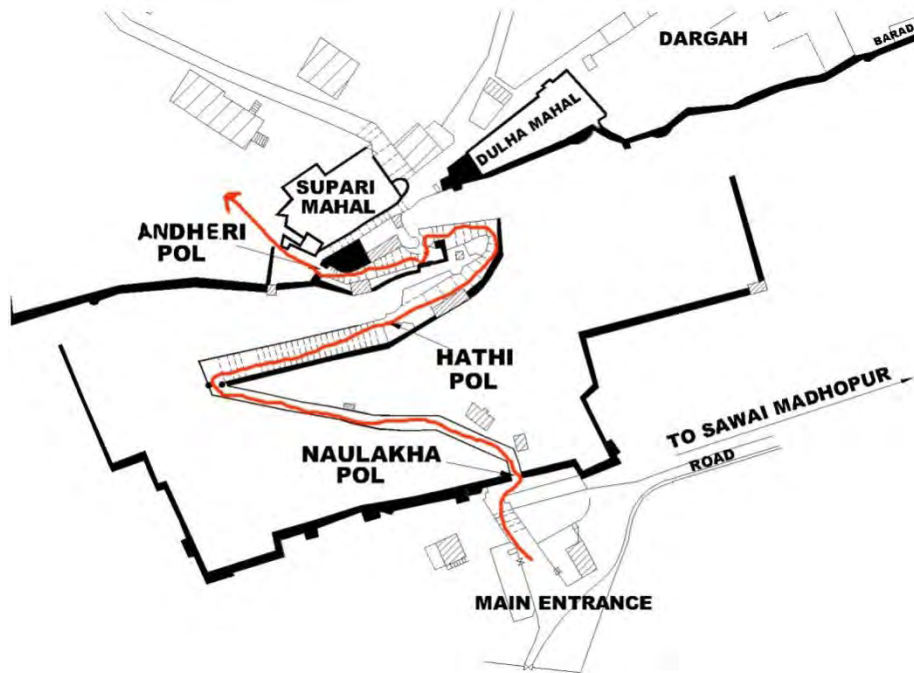 DARGAH
BARAD
DULHA MAHAL
SUPARI
MAHAL
ANDHERI
POL
HATHI
POL
TO SAWAI MADHOPUR
ROAD
NAULAKHA
POL
MAIN ENTRANCE